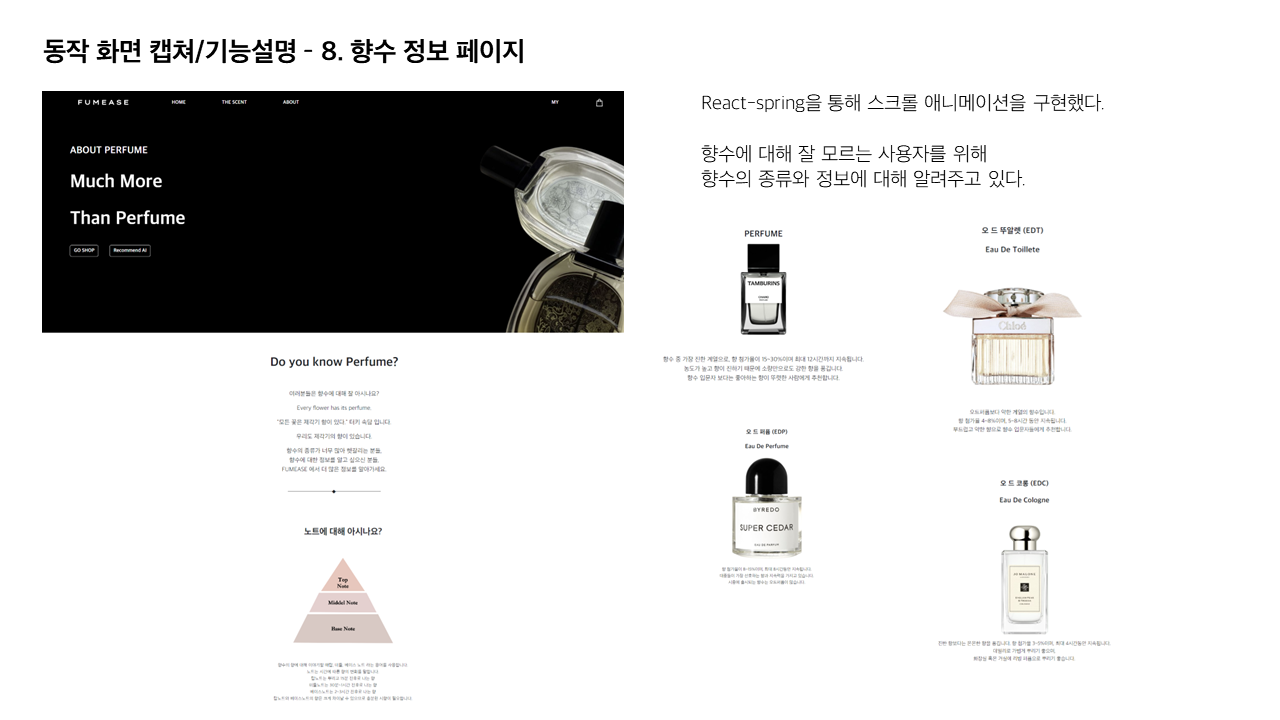 동작 화면 캡쳐/기능설명 - 8. 향수 정보 페이지
FUMEASE
HOME
THE SCENT
ABOUT
MY
ABOUT PERFUME
Much More
Than Perfume
GO SHOP
Recommend AI
Do you know Perfume?
여러분들은 향수에 대해 잘 아시나요?
Every flower has its perfume.
"모든 꽃은 제각기 향이 있다." 터키 속담 입니다.
우리도 제각기의 향이 있습니다.
향수의 종류가 너무 많아 헷갈리는 분들,
향수에 대한 정보를 알고 싶으신 분들,
FUMEASE 에서 더 많은 정보를 알아가세요.
노트에 대해 아시나요?
Top
Note
Base Note
React-spring을 통해 스크롤 애니메이션을 구현했다.
향수에 대해 잘 모르는 사용자를 위해
향수의 종류와 정보에 대해 알려주고 있다.
PERFUME
TAMBURINS
향수 중 가장 진한 계열으로, 향 첨가율이 15~30%이며 최대 12시간까지 지속됩니다.
농도가 높고 향이 진하기 때문에 소량만으로도 강한 향을 풍깁니다.
향수 입문자 보다는 좋아하는 향이 뚜렷한 사람에게 추천합니다.
오 드 퍼퓸 (EDP)
Eau De Perfume
BYREDO
SUPER CEDAR
EAU DE PARFUM
오 드 뚜알렛 (EDT)
Eau De Toillete
Chloé
오드퍼퓸보다 약한 계열의 향수입니다.
향 첨가율 4~8%이며, 5~6시간 동안 지속됩니다.
부드럽고 약한 향으로 향수 입문자들에게 추천합니다.
오 드 코롱 (EDC)
Eau De Cologne